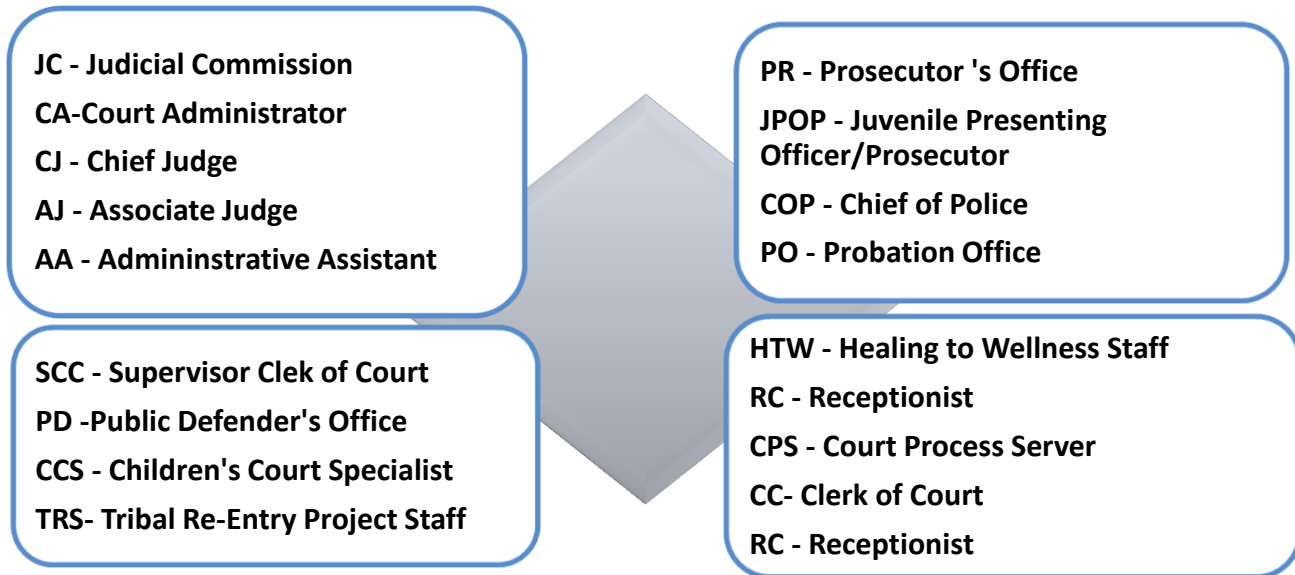 JC - Judicial Commission
CA-Court Administrator
CJ - Chief Judge
AJ - Associate Judge
AA - Admininstrative Assistant
PR - Prosecutor 's Office
JPOP - Juvenile Presenting
Officer/Prosecutor
COP - Chief of Police
PO - Probation Office
SCC - Supervisor Clek of Court
PD -Public Defender's Office
CCS - Children's Court Specialist
TRS- Tribal Re-Entry Project Staff
HTW - Healing to Wellness Staff
RC - Receptionist
CPS - Court Process Server
CC- Clerk of Court
RC - Receptionist